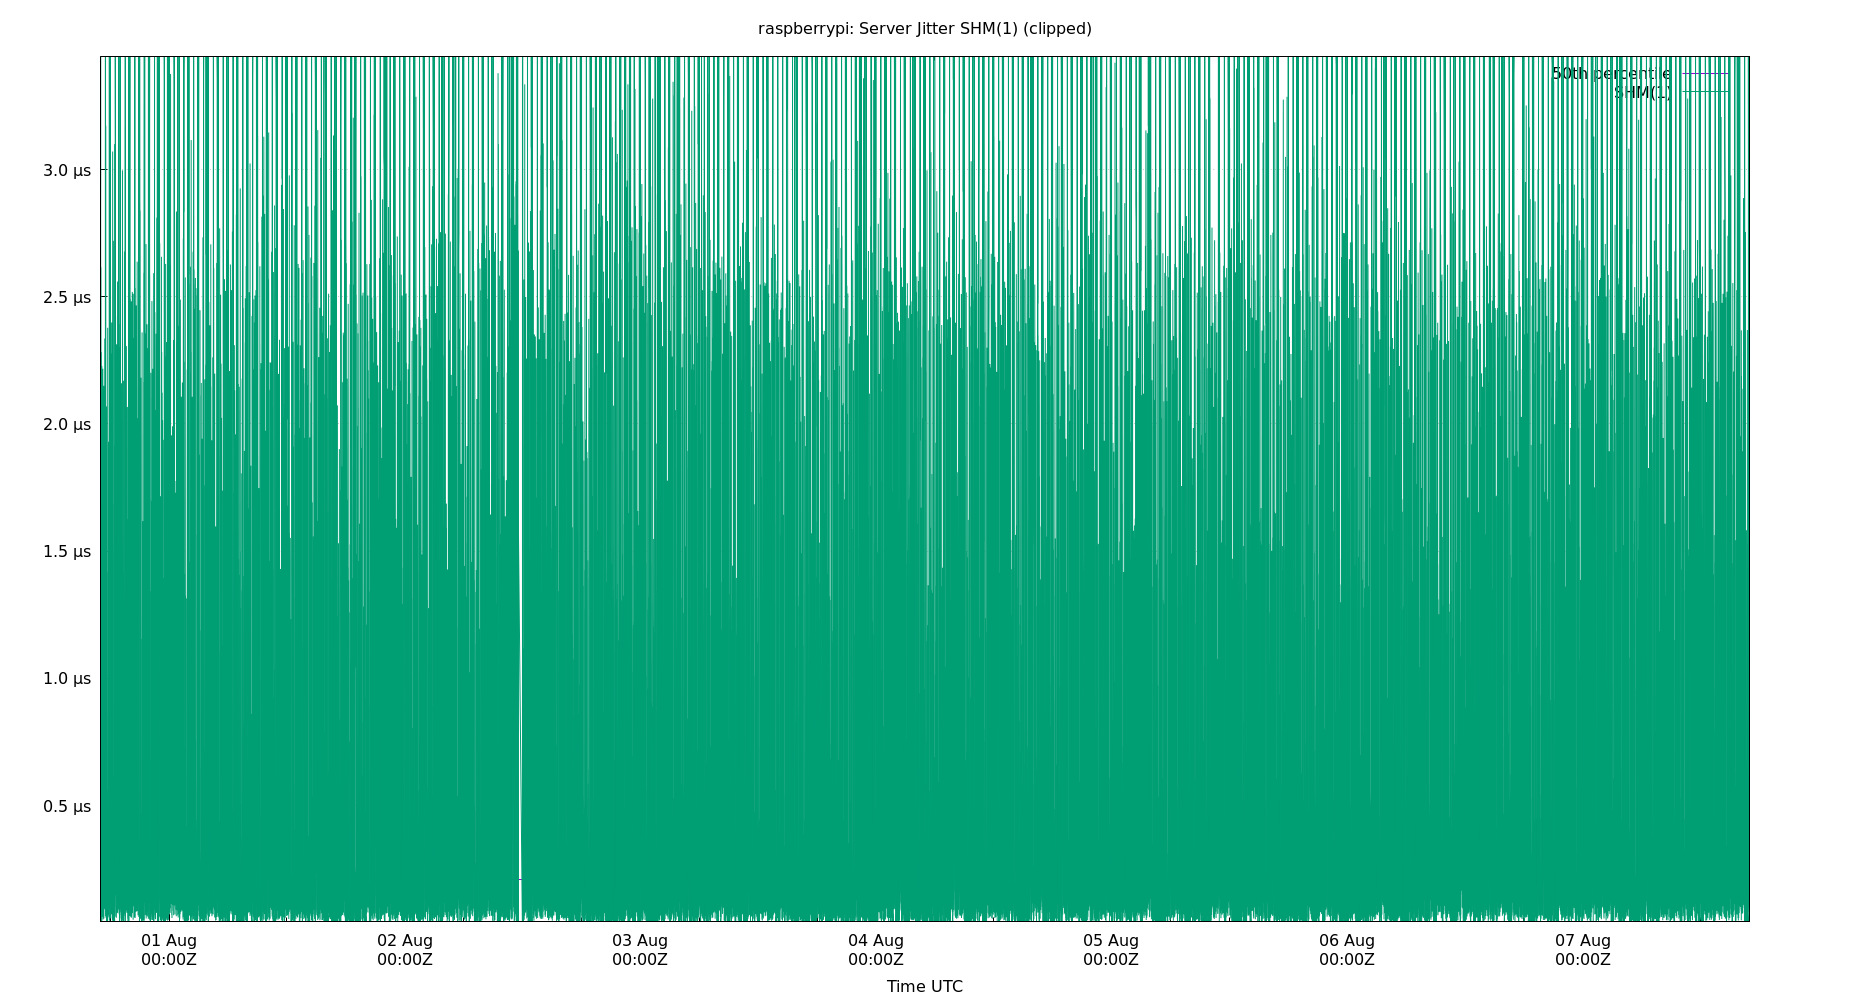 raspberrypi: Server Jitter SHM(1) (clipped)
50th percentile
SHM(1)
3.0 µs
2.5 µs
2.0 µs
1.5 µs
1.0 µs
0.5 µs
01 Aug 02 Aug 03 Aug 04 Aug 05 Aug 06 Aug 07 Aug
00:00Z 00:00Z 00:00Z 00:00Z 00:00Z 00:00Z 00:00Z
Time UTC